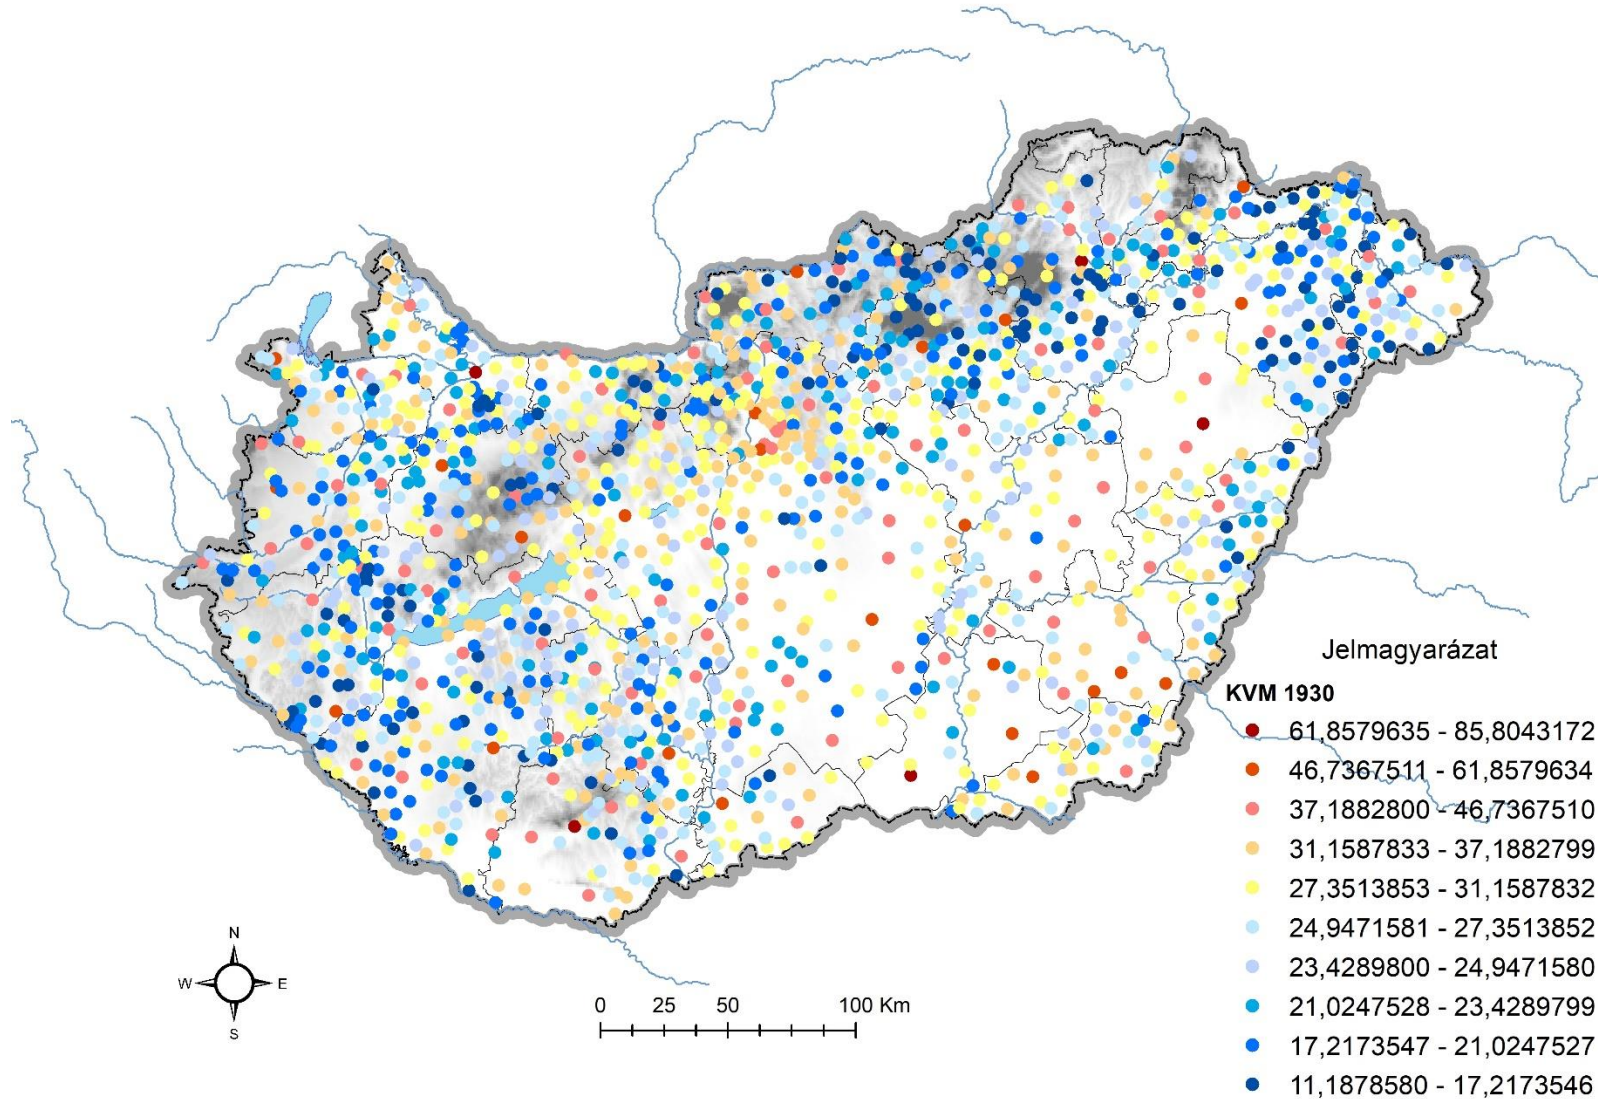 Jelmagyarázat
KVM 1930
61,8579635 - 85,8043172
46,7367511 - 61,8579634
37,1882800 - 46,7367510
31,1587833 - 37,1882799
27,3513853 - 31,1587832
24,9471581 - 27,3513852
23,4289800 - 24,9471580
21,0247528 - 23,4289799
17,2173547 - 21,0247527
11,1878580 - 17,2173546
N
W E
S
0 25 50 100 Km